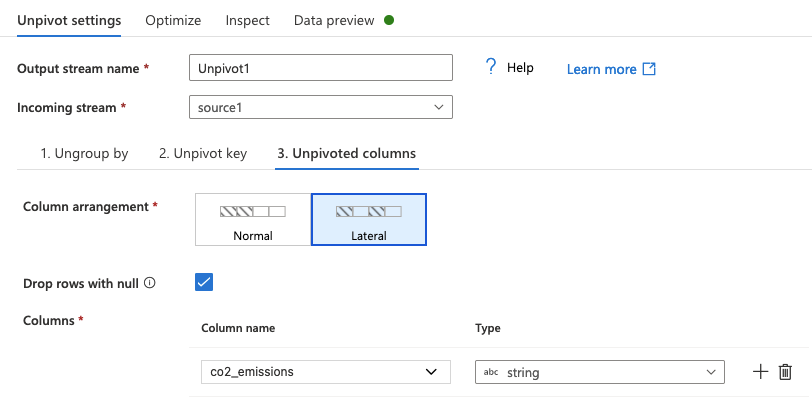 Unpivot settings Optimize Inspect Data preview
Output stream name * Unpivot1 ? Help Learn more
Incoming stream * source1
1. Ungroup by 2. Unpivot key 3. Unpivoted columns
Column arrangement * Normal Lateral
Drop rows with null
Columns * Column name Type
co2_emissions abc string